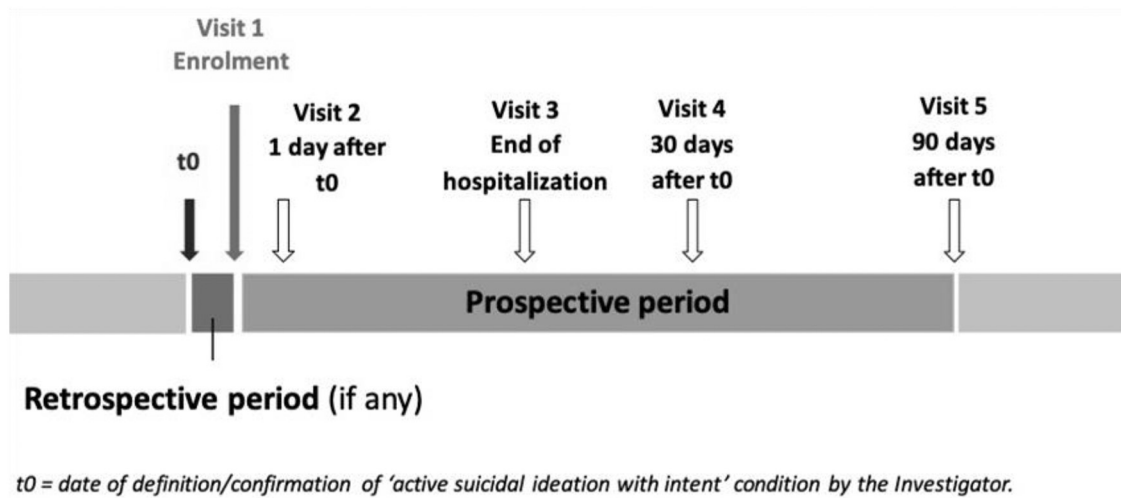 Visit 1
Enrolment
t0
Visit 2
1 day after
t0
Visit 3
End of
hospitalization
Visit 4
30 days
after t0
Visit 5
90 days
after t0
Prospective period
Retrospective period (if any)
t0 = date of definition/confirmation of ‘active suicidal ideation with intent’ condition by the Investigator.